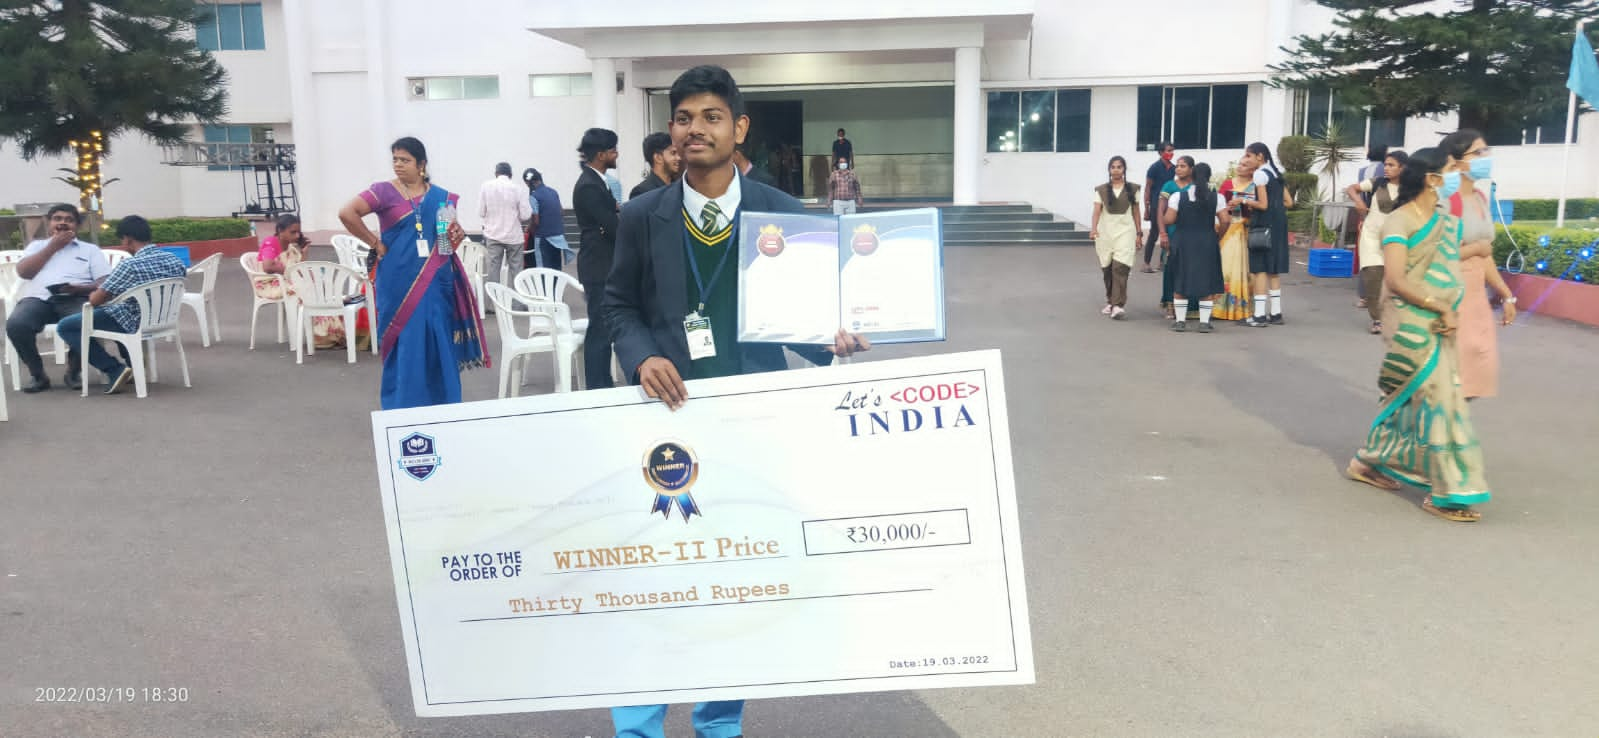 Let's <CODE>
INDIA
WINNER
₹30,000/-
PAY TO THE
ORDER OF
WINNER-II Price
Thirty Thousand Rupees
Date:19.03.2022
2022/03/19 18:30